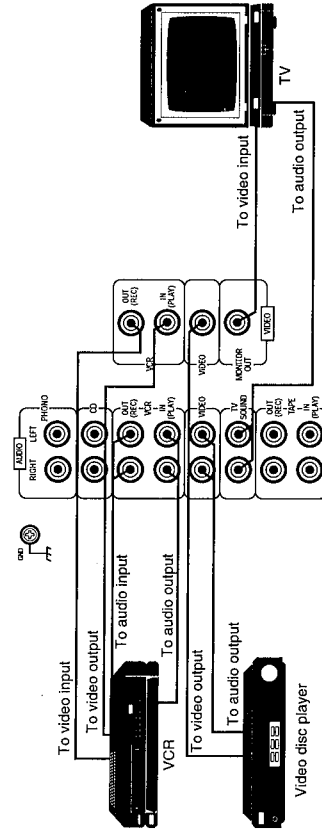 To video input
To video output
To audio input
To audio output
VCR
To video output
To audio output
Video disc player
GND
AUDIO
RIGHT
LEFT
PHONO
CD
OUT
(REC)
VCR
IN
(PLAY)
VIDEO
TV
SOUND
OUT
(REC)
TAPE
IN
(PLAY)
OUT
(REC)
VCR
IN
(PLAY)
VIDEO
MONITOR
OUT
VIDEO
To video input
To audio output
TV